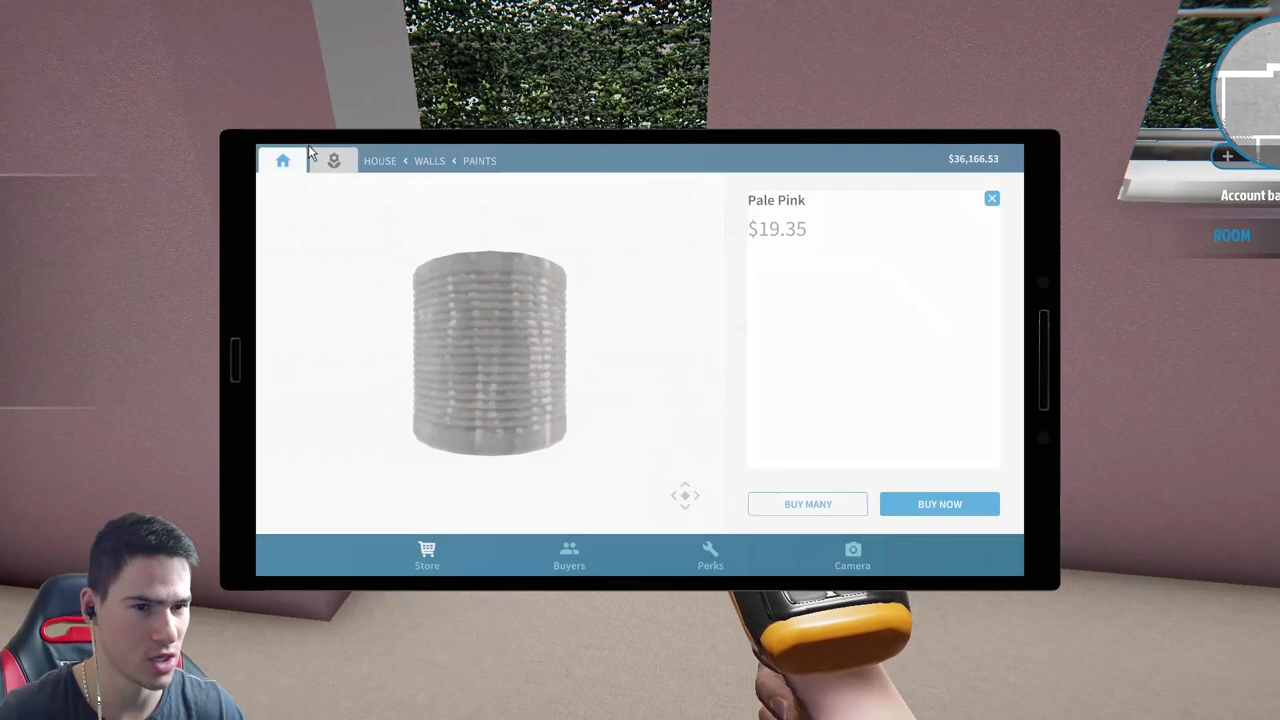 HOUSE < WALLS < PAINTS
$36,166.53
Pale Pink
$19.35
BUY MANY
BUY NOW
Store
Buyers
Perks
Camera
Account ba
ROOM